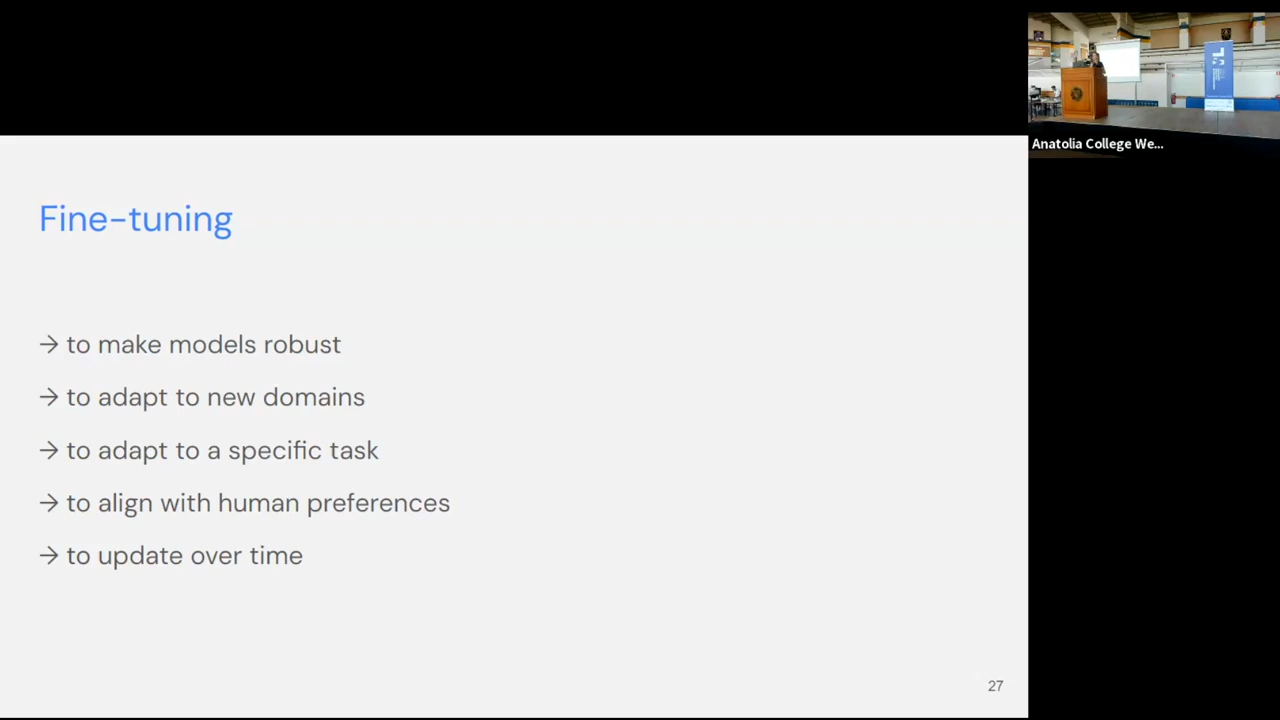 Anatolia College We...
Fine-tuning
→ to make models robust
→ to adapt to new domains
→ to adapt to a specific task
→ to align with human preferences
→ to update over time
27